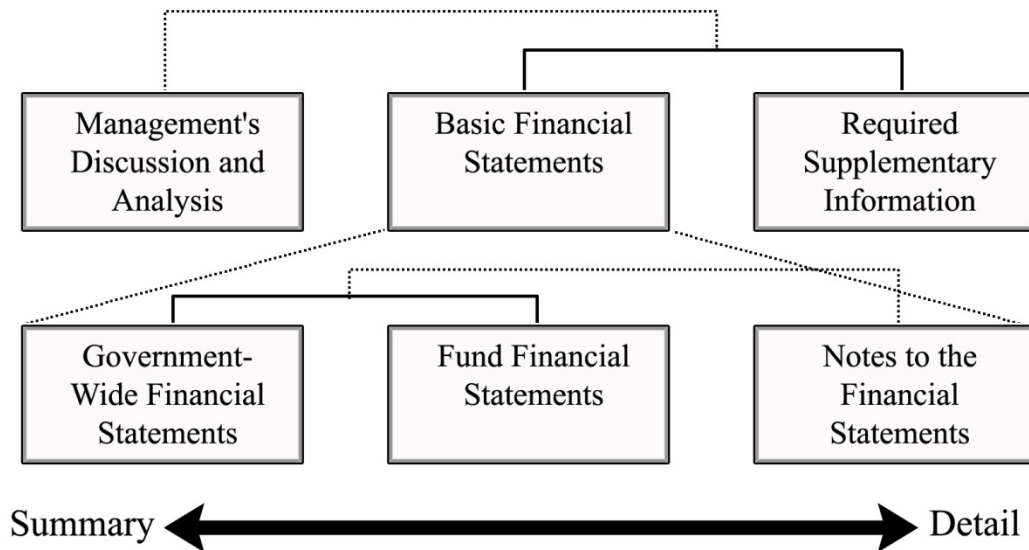 Management's
Discussion and
Analysis
Basic Financial
Statements
Required
Supplementary
Information
Government-
Wide Financial
Statements
Fund Financial
Statements
Notes to the
Financial
Statements
Summary
Detail